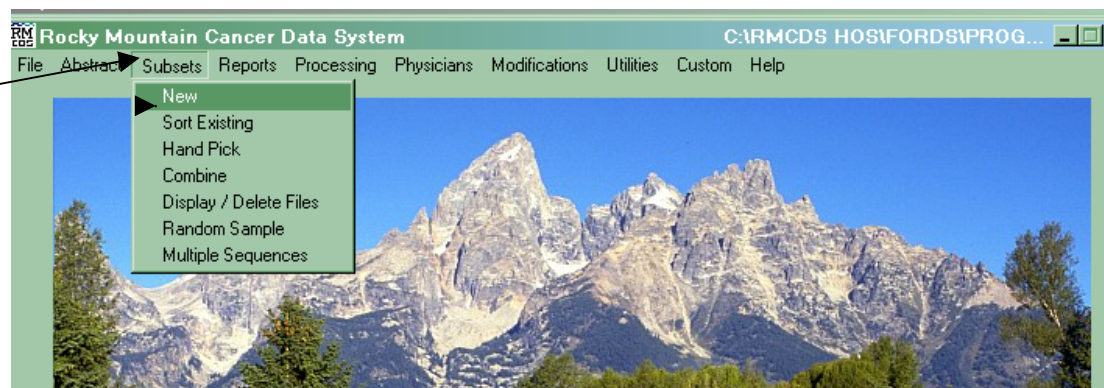 RM
CDS
Rocky Mountain Cancer Data System C:\RMCDS HOS\FORDS\PROG...
File Abstract Subsets Reports Processing Physicians Modifications Utilities Custom Help
New
Sort Existing
Hand Pick
Combine
Display / Delete Files
Random Sample
Multiple Sequences